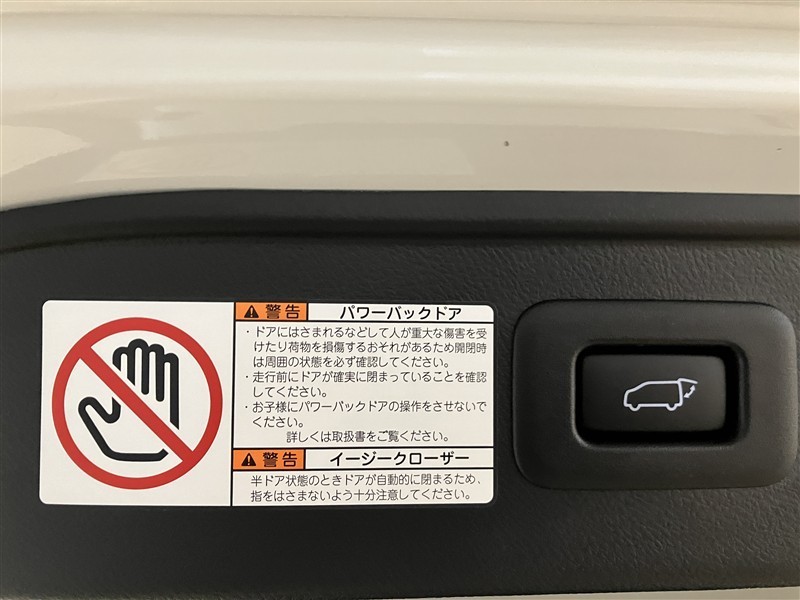 警告 パワーバックドア
・ドアにはさまれるなどして人が重大な傷害を受
けたり荷物を損傷するおそれがあるため開閉時
は周囲の状態を必ず確認してください。
・走行前にドアが確実に閉まっていることを確認
してください。
・お子様にパワーバックドアの操作をさせないで
ください。
詳しくは取扱書をご覧ください。
警告 イージークローザー
半ドア状態のときドアが自動的に閉まるため、
指をはさまないよう十分注意してください。